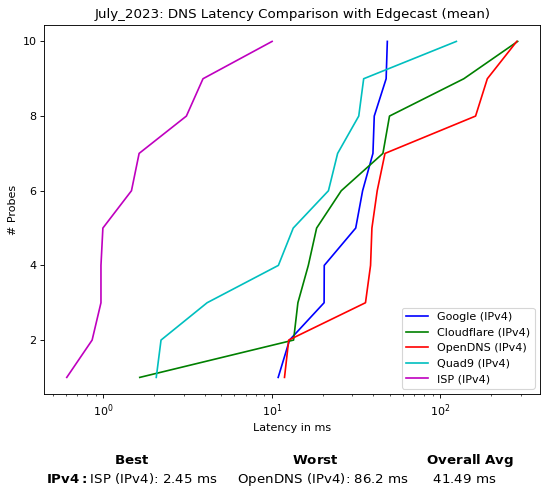 July_2023: DNS Latency Comparison with Edgecast (mean)
10
8
6
4
2
# Probes
Google (IPv4)
Cloudflare (IPv4)
OpenDNS (IPv4)
Quad9 (IPv4)
ISP (IPv4)
10⁰ 10¹ 10²
Latency in ms
Best Worst Overall Avg
IPv4: ISP (IPv4): 2.45 ms OpenDNS (IPv4): 86.2 ms 41.49 ms